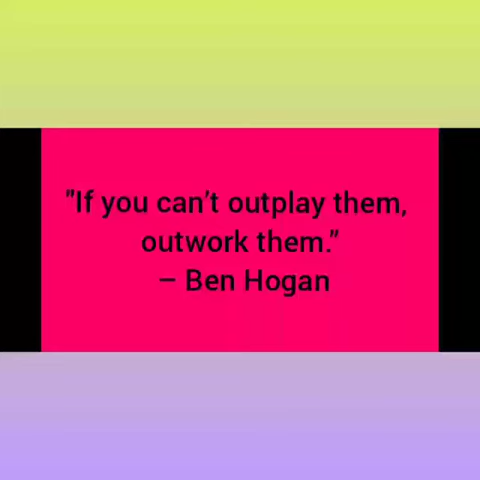 "If you can't outplay them,
outwork them."
– Ben Hogan